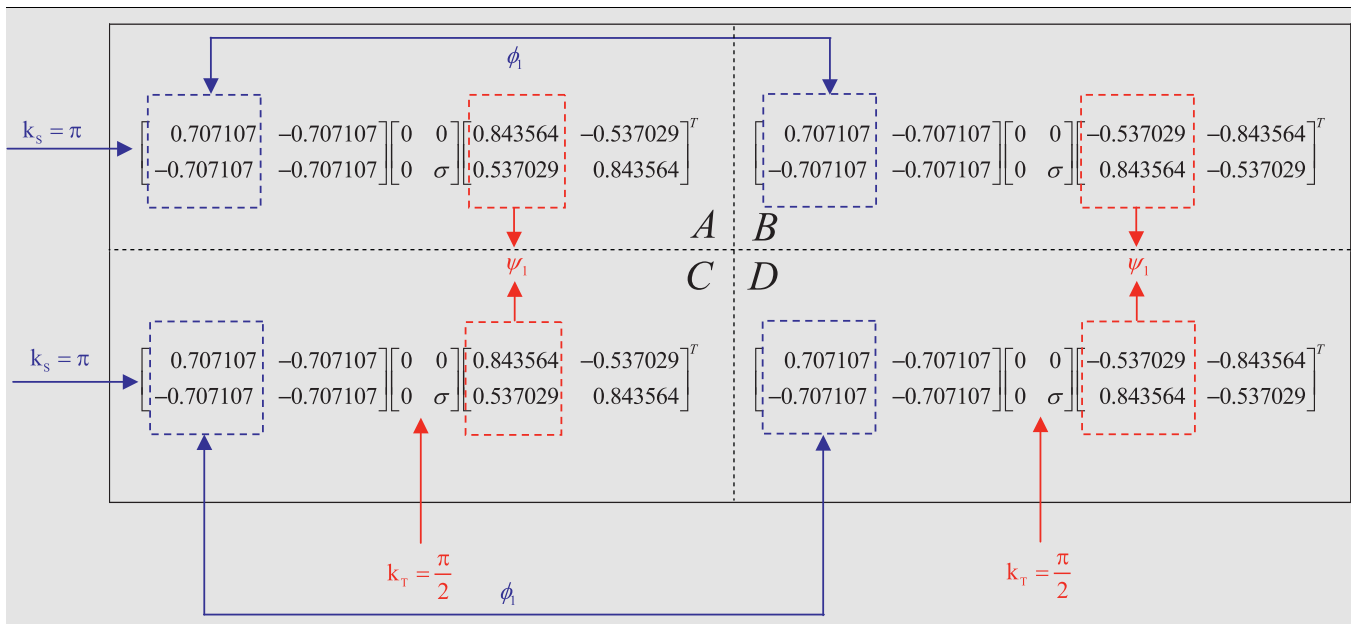 ϕ₁
k_S = π
[ 0.707107 −0.707107 ] [ 0 0 ] [ 0.843564 −0.537029 ]ᵀ [ 0.707107 −0.707107 ] [ 0 0 ] [ −0.537029 −0.843564 ]ᵀ
[ −0.707107 −0.707107 ] [ 0 σ ] [ 0.537029 0.843564 ] [ −0.707107 −0.707107 ] [ 0 σ ] [ 0.843564 −0.537029 ]
A B
ψ₁ ψ₁
C D
k_S = π
[ 0.707107 −0.707107 ] [ 0 0 ] [ 0.843564 −0.537029 ]ᵀ [ 0.707107 −0.707107 ] [ 0 0 ] [ −0.537029 −0.843564 ]ᵀ
[ −0.707107 −0.707107 ] [ 0 σ ] [ 0.537029 0.843564 ] [ −0.707107 −0.707107 ] [ 0 σ ] [ 0.843564 −0.537029 ]
k_T = π/2 k_T = π/2
ϕ₁